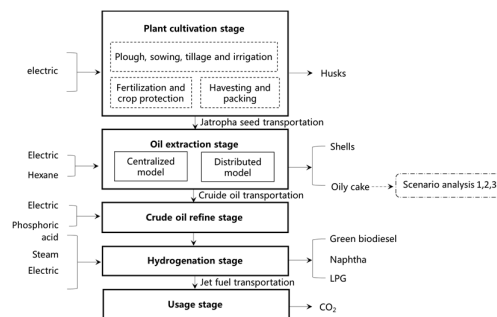 Plant cultivation stage
Plough, sowing, tillage and irrigation
electric
Husks
Fertilization and
crop protection
Havesting and
packing
Jatropha seed transportation
Oil extraction stage
Electric
Hexane
Centralized
model
Distributed
model
Shells
Oily cake
Scenario analysis 1,2,3
Cruide oil transportation
Electric
Phosphoric
acid
Crude oil refine stage
Steam
Electric
Hydrogenation stage
Green biodiesel
Naphtha
LPG
Jet fuel transportation
Usage stage
CO₂